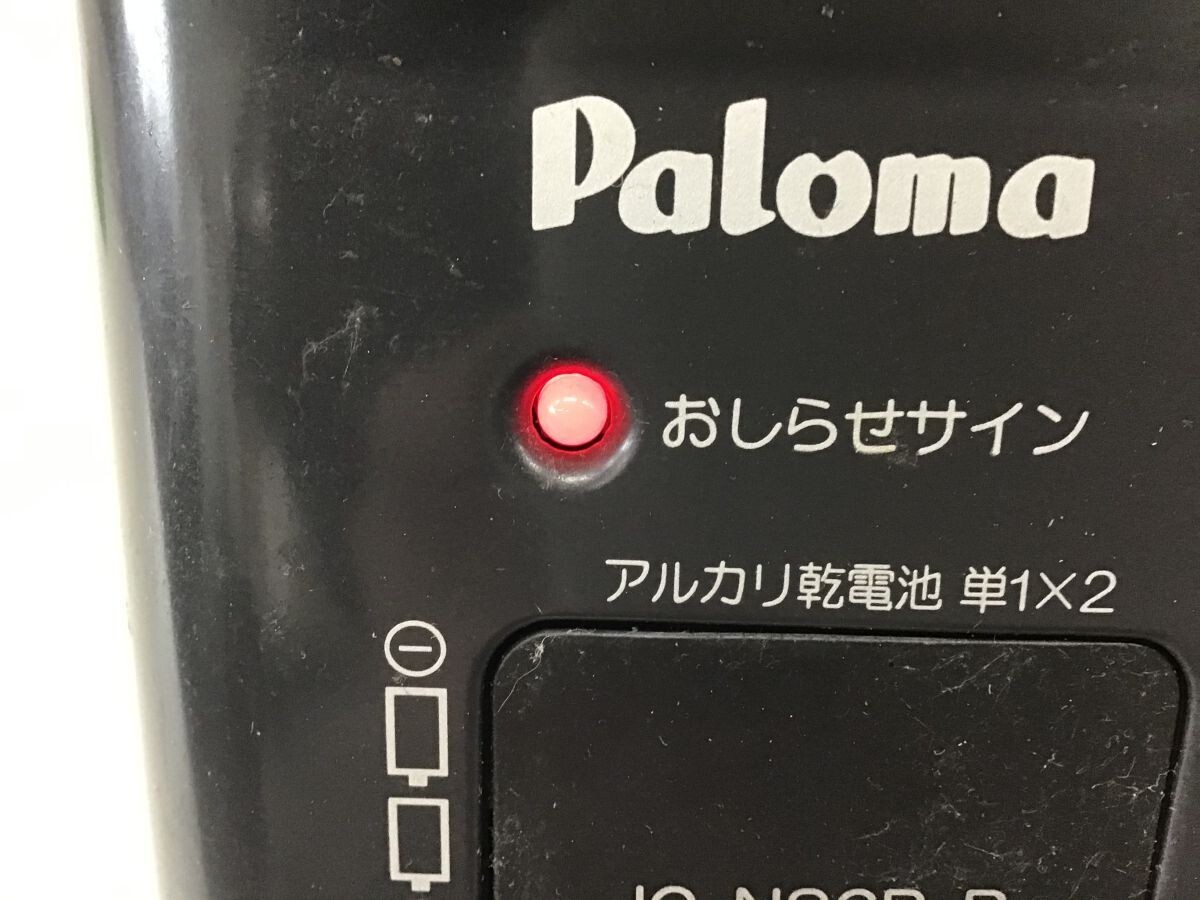 Paloma
おしらせサイン
アルカリ乾電池 単1×2